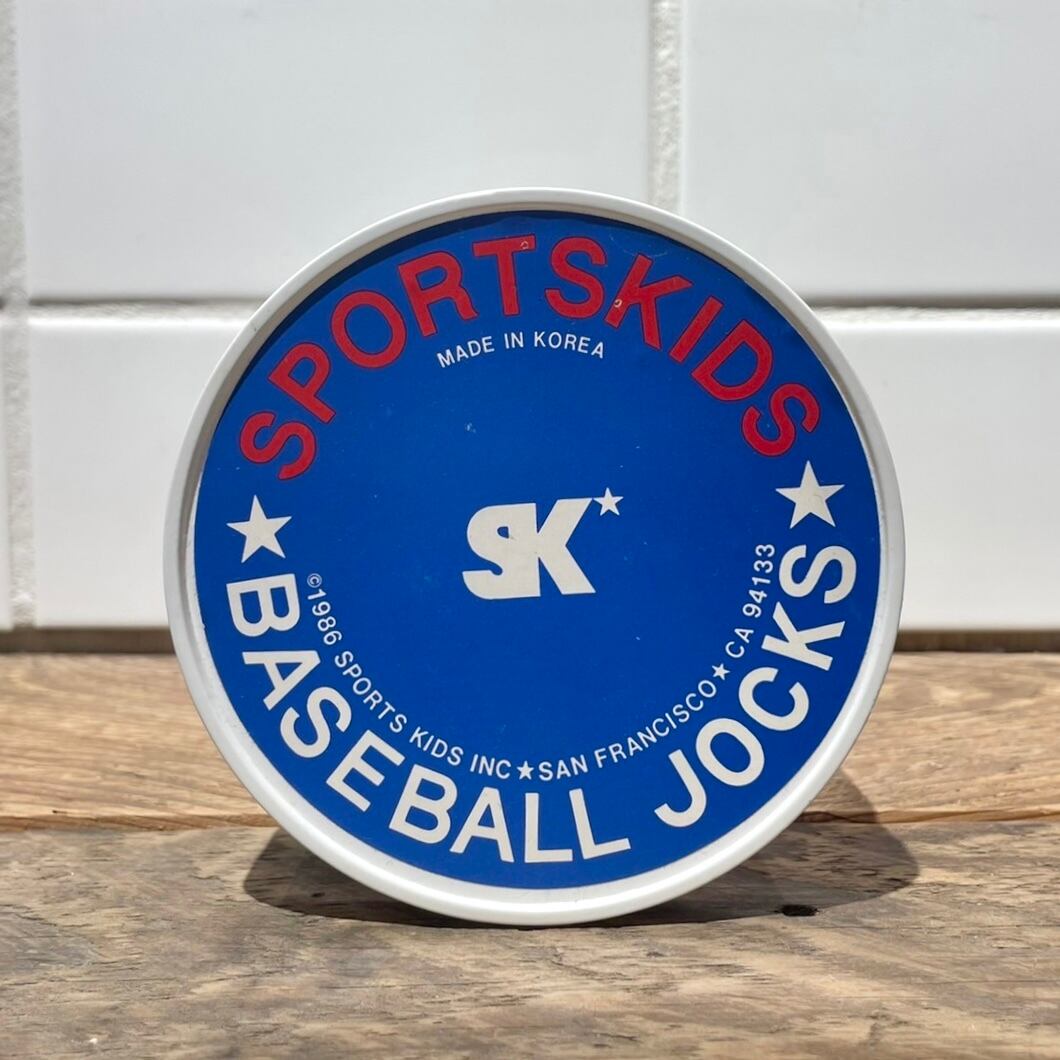 SPORTSKIDS
MADE IN KOREA
SK
©1986 SPORTS KIDS INC★SAN FRANCISCO★CA 94133
★BASEBALL JOCKS★